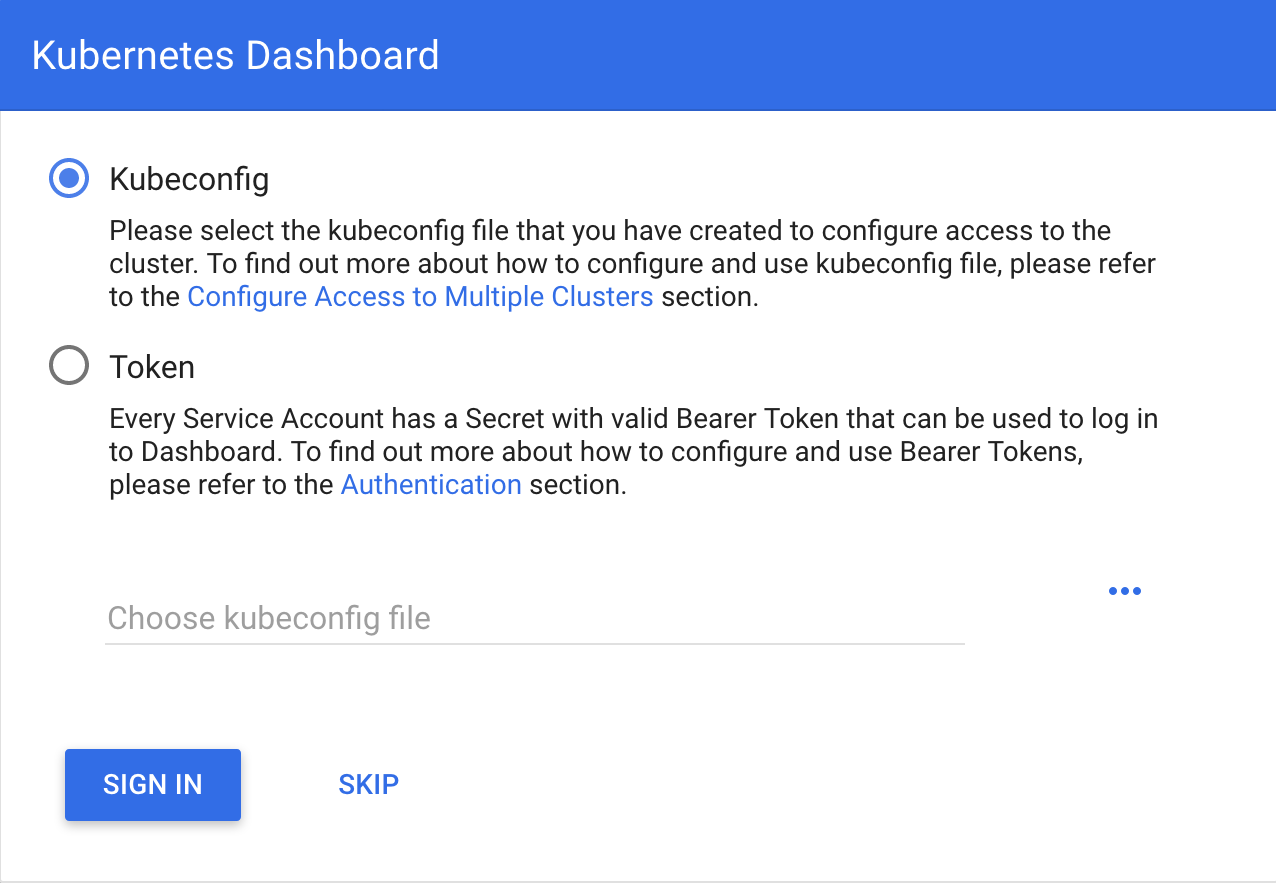 Kubernetes Dashboard
Kubeconfig
Please select the kubeconfig file that you have created to configure access to the
cluster. To find out more about how to configure and use kubeconfig file, please refer
to the Configure Access to Multiple Clusters section.
Token
Every Service Account has a Secret with valid Bearer Token that can be used to log in
to Dashboard. To find out more about how to configure and use Bearer Tokens,
please refer to the Authentication section.
Choose kubeconfig file
SIGN IN
SKIP